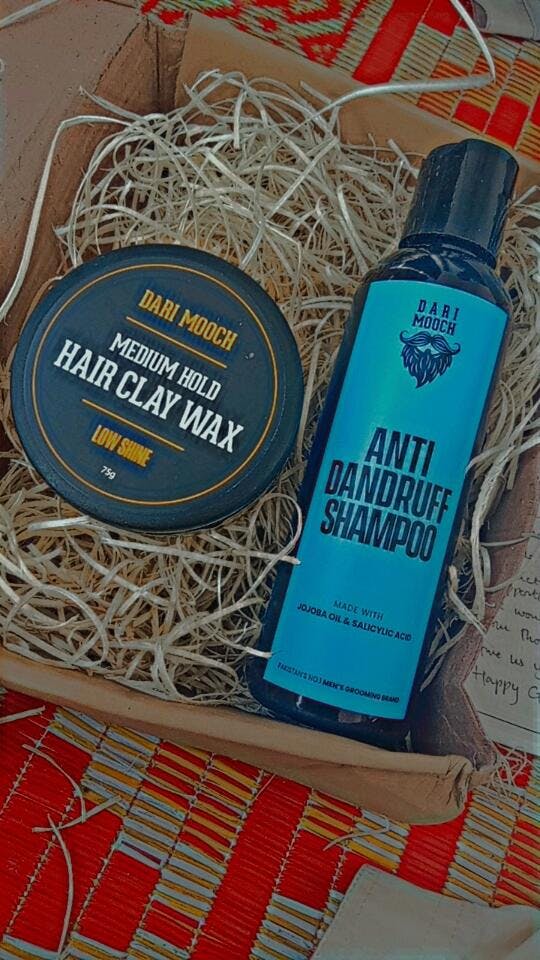 DARI MOOCH
MEDIUM HOLD
HAIR CLAY WAX
LOW SHINE
75g
DARI
MOOCH
ANTI
DANDRUFF
SHAMPOO
MADE WITH
JOJOBA OIL & SALICYLIC ACID
PAKISTAN'S NO.1 MEN'S GROOMING BRAND
us
Happy